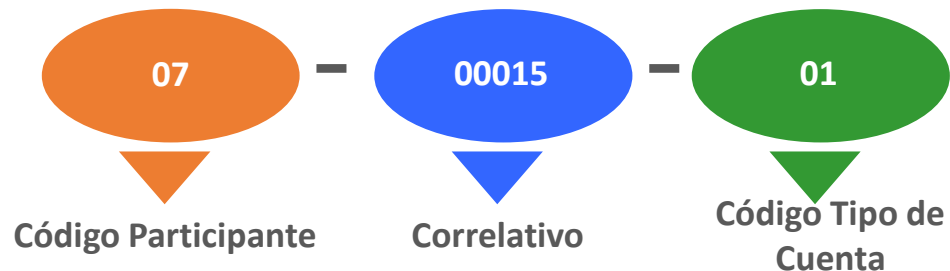 07 - 00015 - 01
Código Participante
Correlativo
Código Tipo de
Cuenta